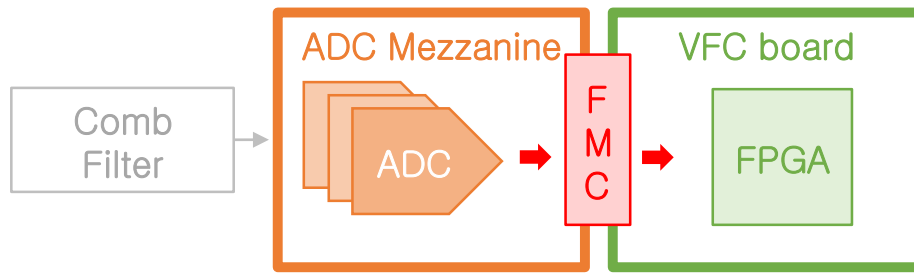 Comb
Filter
ADC Mezzanine
ADC
F
M
C
VFC board
FPGA